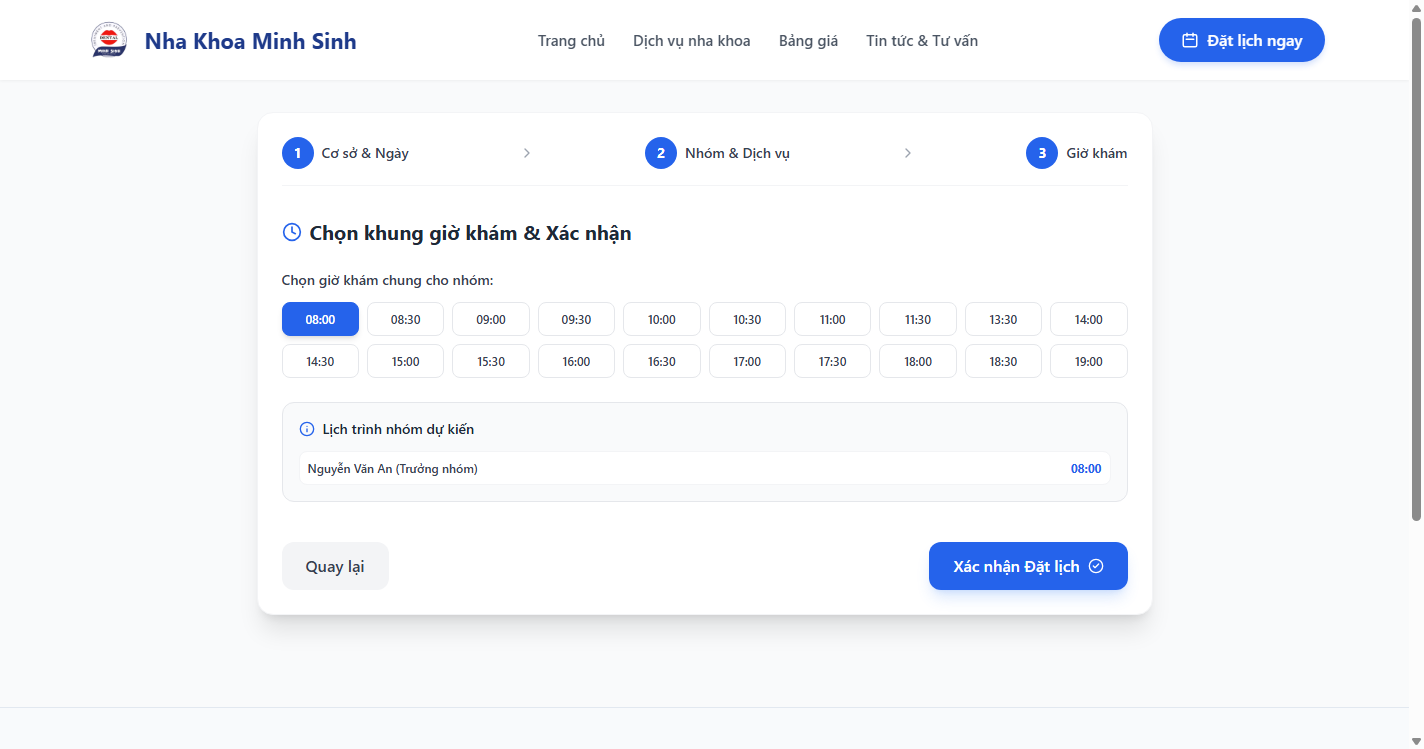 Nha Khoa Minh Sinh
Trang chủ
Dịch vụ nha khoa
Bảng giá
Tin tức & Tư vấn
Đặt lịch ngay
1 Cơ sở & Ngày
2 Nhóm & Dịch vụ
3 Giờ khám
Chọn khung giờ khám & Xác nhận
Chọn giờ khám chung cho nhóm:
08:00 08:30 09:00 09:30 10:00 10:30 11:00 11:30 13:30 14:00
14:30 15:00 15:30 16:00 16:30 17:00 17:30 18:00 18:30 19:00
Lịch trình nhóm dự kiến
Nguyễn Văn An (Trưởng nhóm) 08:00
Quay lại
Xác nhận Đặt lịch